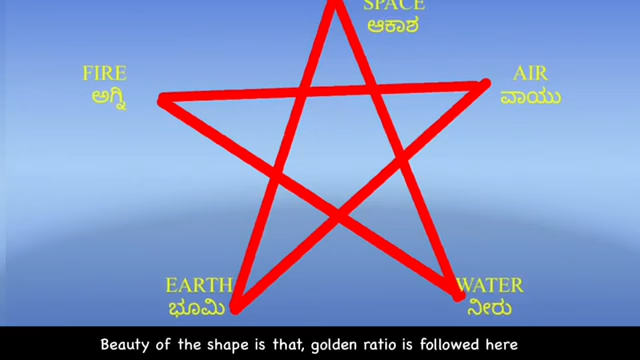 SPACE
ಆಕಾಶ
FIRE
ಅಗ್ನಿ
AIR
ವಾಯು
EARTH
ಭೂಮಿ
WATER
ನೀರು
Beauty of the shape is that, golden ratio is followed here